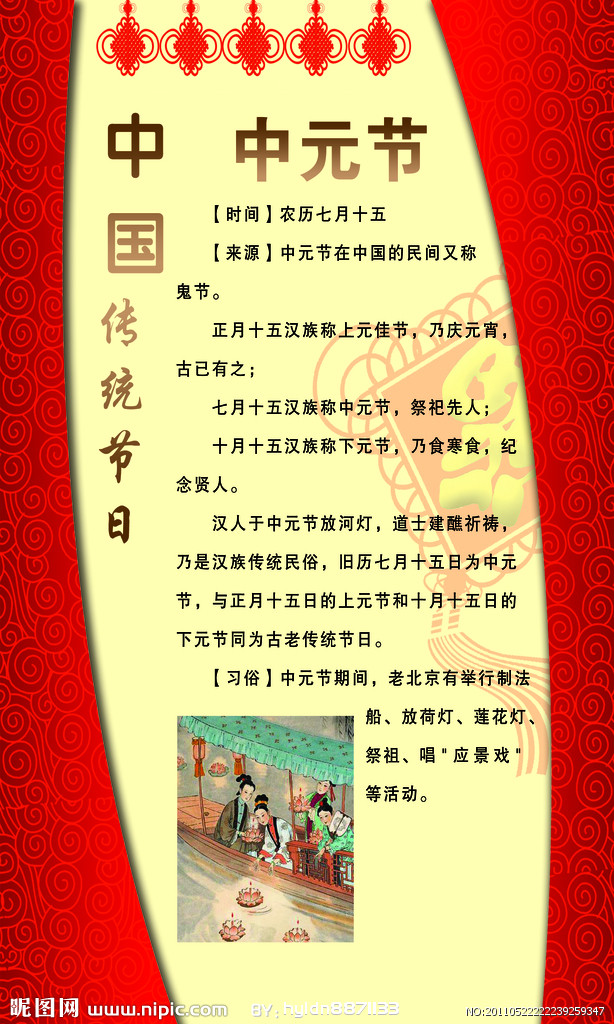 中国传统节日
中元节
【时间】农历七月十五
【来源】中元节在中国的民间又称
鬼节。
正月十五汉族称上元佳节，乃庆元宵，
古已有之；
七月十五汉族称中元节，祭祀先人；
十月十五汉族称下元节，乃食寒食，纪
念贤人。
汉人于中元节放河灯，道士建醮祈祷，
乃是汉族传统民俗，旧历七月十五日为中元
节，与正月十五日的上元节和十月十五日的
下元节同为古老传统节日。
【习俗】中元节期间，老北京有举行制法
船、放荷灯、莲花灯、
祭祖、唱"应景戏"
等活动。
昵图网 www.nipic.com BY：hyldn8871133 NO:20110522222239259347